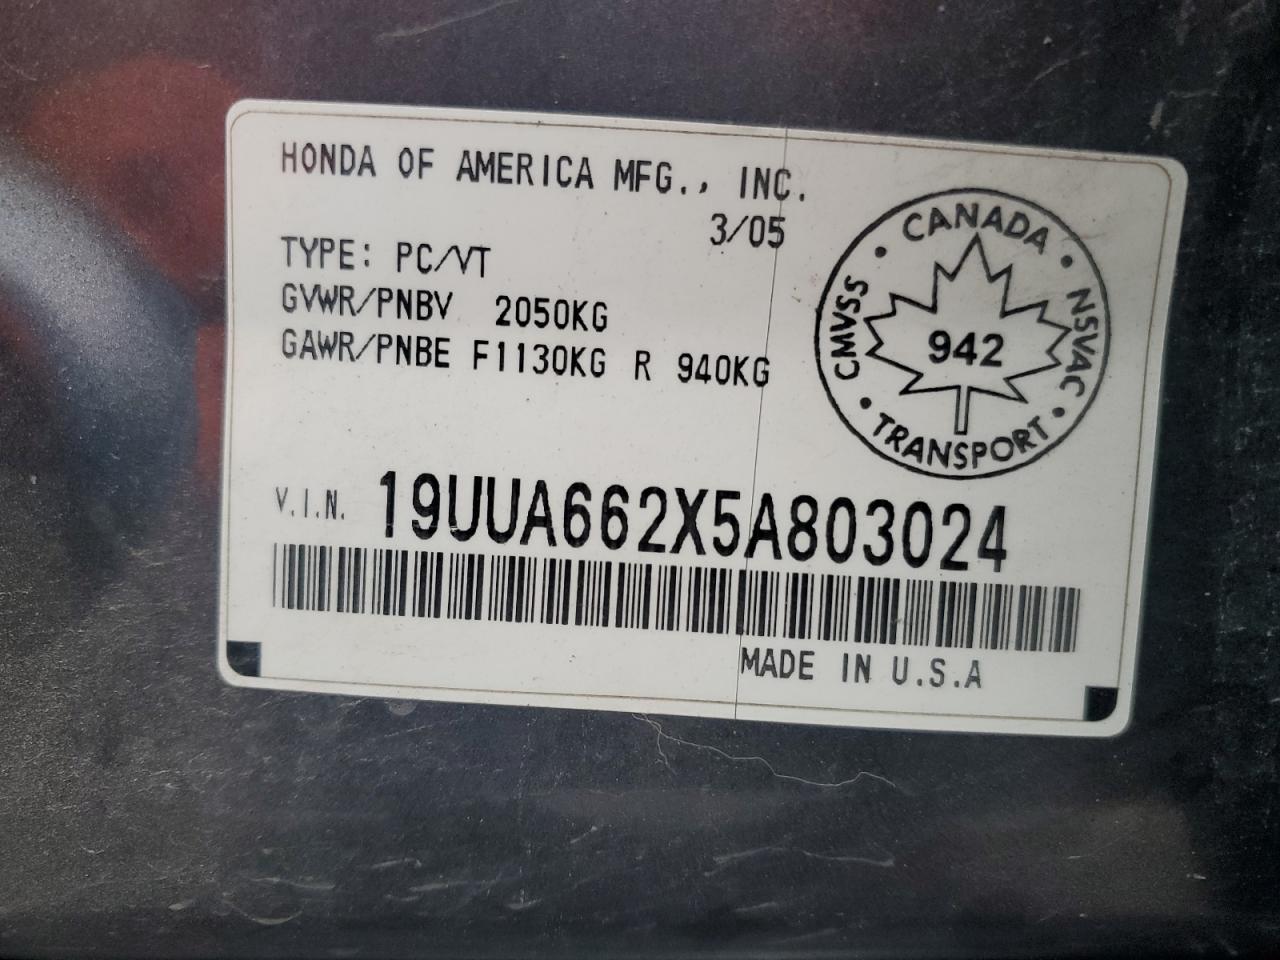 HONDA OF AMERICA MFG., INC.
3/05
TYPE: PC/VT
GVWR/PNBV 2050KG
GAWR/PNBE F1130KG R 940KG
CANADA • NSVAC • TRANSPORT • CMVSS •
942
V.I.N. 19UUA662X5A803024
MADE IN U.S.A